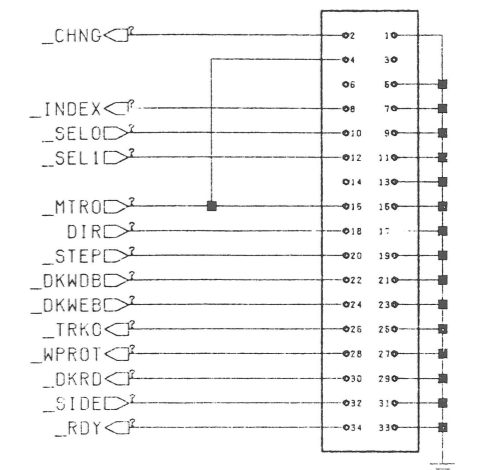 _CHNG ? 2 1
4 3
6 5
_INDEX ? 8 7
_SEL0 ? 10 9
_SEL1 ? 12 11
14 13
_MTR0 ? 16 15
DIR ? 18 17
_STEP ? 20 19
_DKWDB ? 22 21
_DKWEB ? 24 23
_TRK0 ? 26 25
_WPROT ? 28 27
_DKRD ? 30 29
_SIDE ? 32 31
_RDY ? 34 33